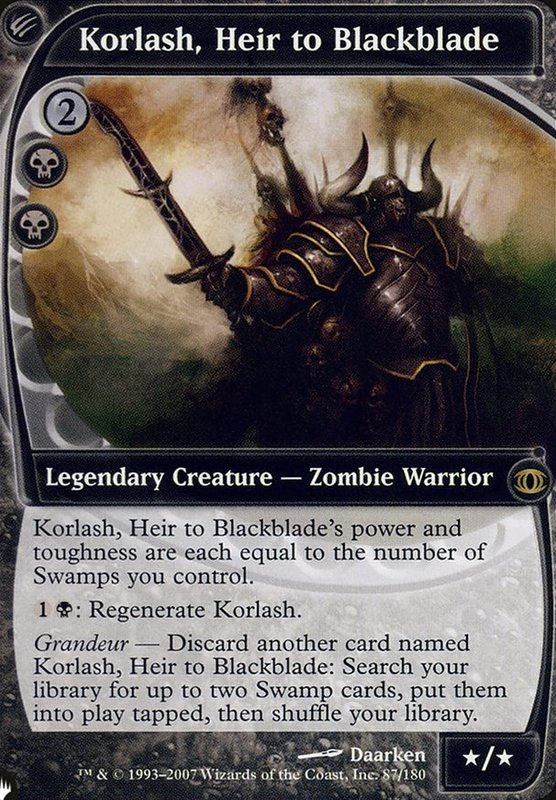 Korlash, Heir to Blackblade
2
Legendary Creature — Zombie Warrior
Korlash, Heir to Blackblade's power and
toughness are each equal to the number of
Swamps you control.
1 : Regenerate Korlash.
Grandeur — Discard another card named
Korlash, Heir to Blackblade: Search your
library for up to two Swamp cards, put them
into play tapped, then shuffle your library.
Daarken
™ & © 1993–2007 Wizards of the Coast, Inc. 87/180
★/★